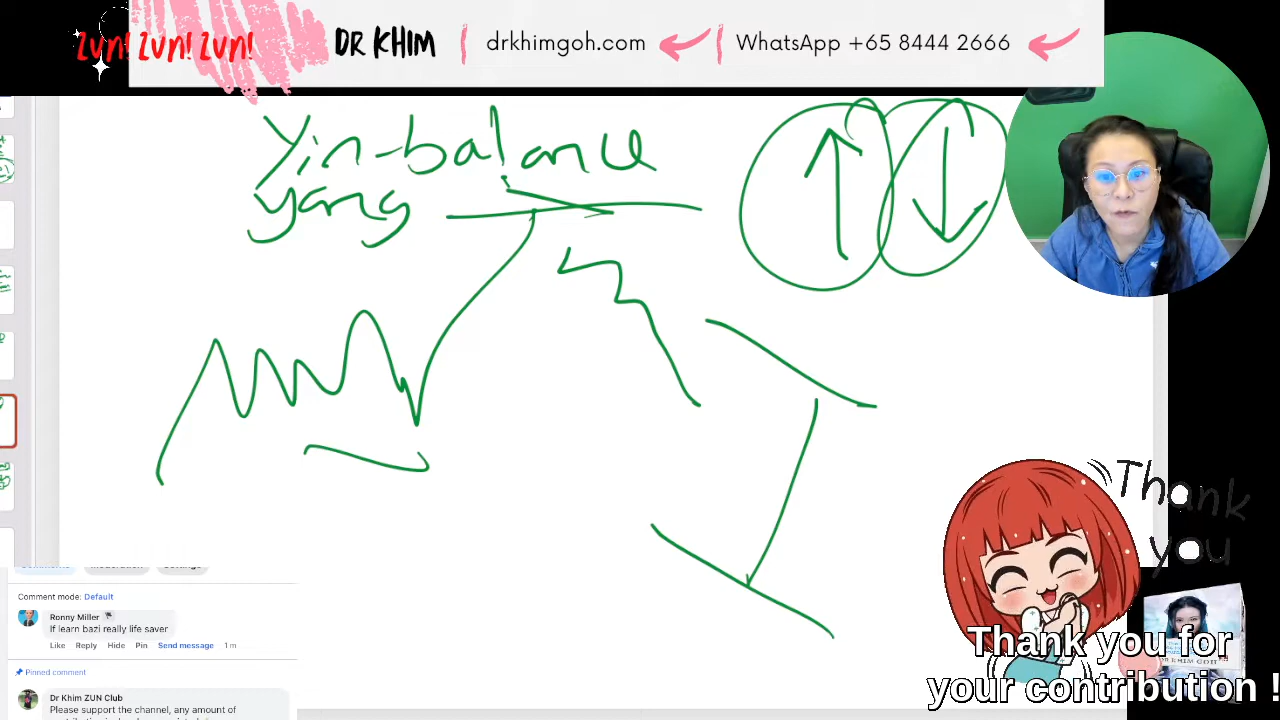 ZUN! ZUN! ZUN!
DR KHIM
drkhimgoh.com
WhatsApp +65 8444 2666
Yin-balance
yang
Thank
you
Thank you for
your contribution !
Comment mode: Default
Ronny Miller
If learn bazi really life saver
Like Reply Hide Pin Send message 1 m
Pinned comment
Dr Khim ZUN Club
Please support the channel, any amount of